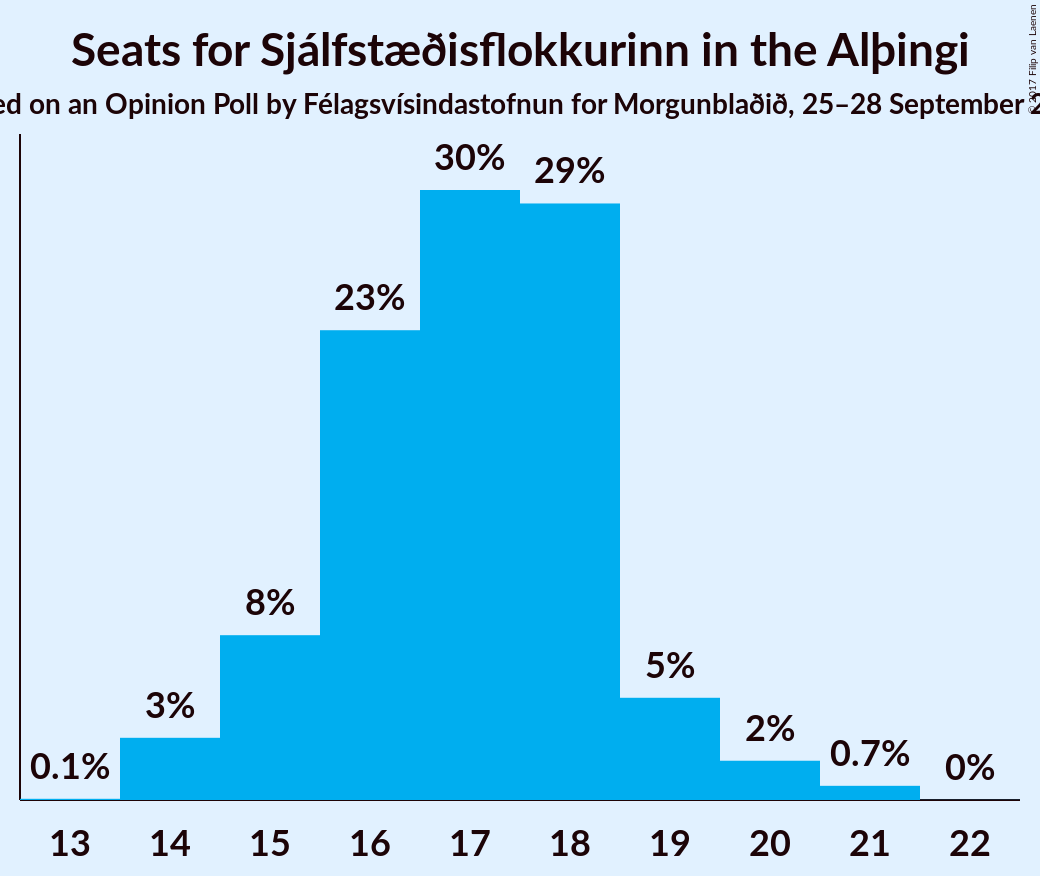 Seats for Sjálfstæðisflokkurinn in the Alþingi
on an Opinion Poll by Félagsvísindastofnun for Morgunblaðið, 25–28 September
© 2017 Filip van Laenen
30%
29%
23%
8%
5%
3%
2%
0.7%
0.1%
0%
13 14 15 16 17 18 19 20 21 22